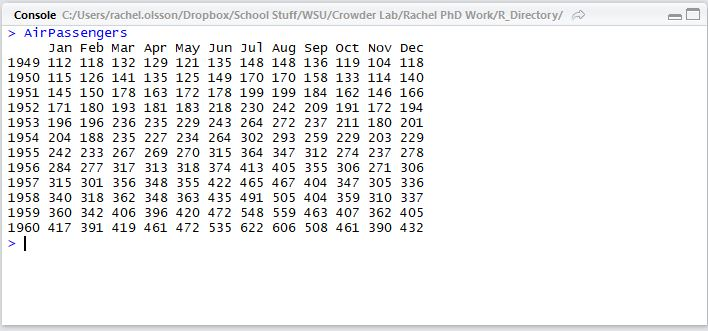 Console C:/Users/rachel.olsson/Dropbox/School Stuff/WSU/Crowder Lab/Rachel PhD Work/R_Directory/
> AirPassengers
Jan Feb Mar Apr May Jun Jul Aug Sep Oct Nov Dec
1949 112 118 132 129 121 135 148 148 136 119 104 118
1950 115 126 141 135 125 149 170 170 158 133 114 140
1951 145 150 178 163 172 178 199 199 184 162 146 166
1952 171 180 193 181 183 218 230 242 209 191 172 194
1953 196 196 236 235 229 243 264 272 237 211 180 201
1954 204 188 235 227 234 264 302 293 259 229 203 229
1955 242 233 267 269 270 315 364 347 312 274 237 278
1956 284 277 317 313 318 374 413 405 355 306 271 306
1957 315 301 356 348 355 422 465 467 404 347 305 336
1958 340 318 362 348 363 435 491 505 404 359 310 337
1959 360 342 406 396 420 472 548 559 463 407 362 405
1960 417 391 419 461 472 535 622 606 508 461 390 432
>